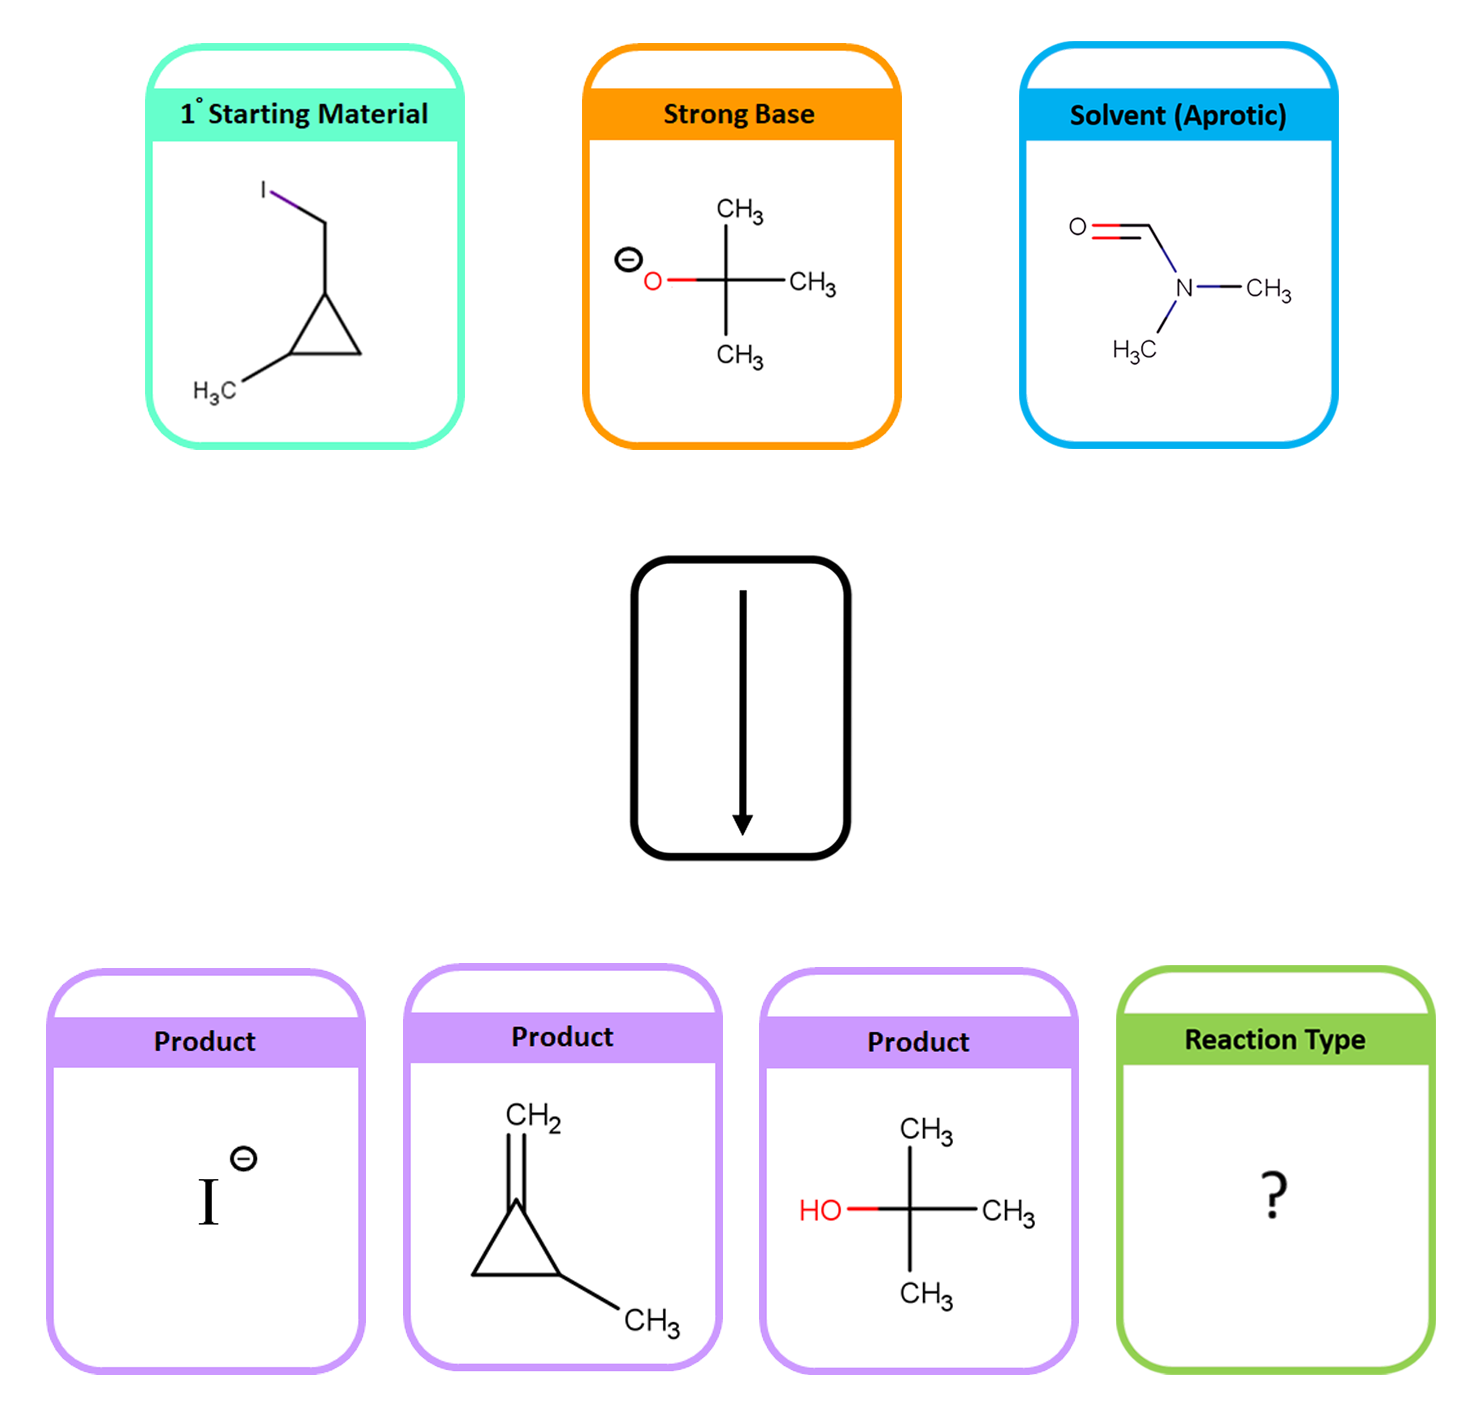 1° Starting Material
Strong Base
Solvent (Aprotic)
I
H₃C
CH₃
⊖
O
CH₃
CH₃
O
N
CH₃
H₃C
Product
Product
Product
Reaction Type
I⊖
CH₂
CH₃
CH₃
HO
CH₃
CH₃
?